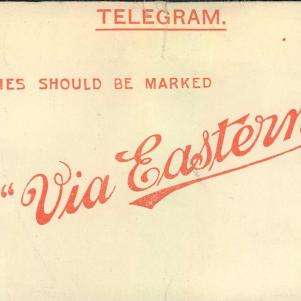 TELEGRAM.
IES SHOULD BE MARKED
"Via Eastern